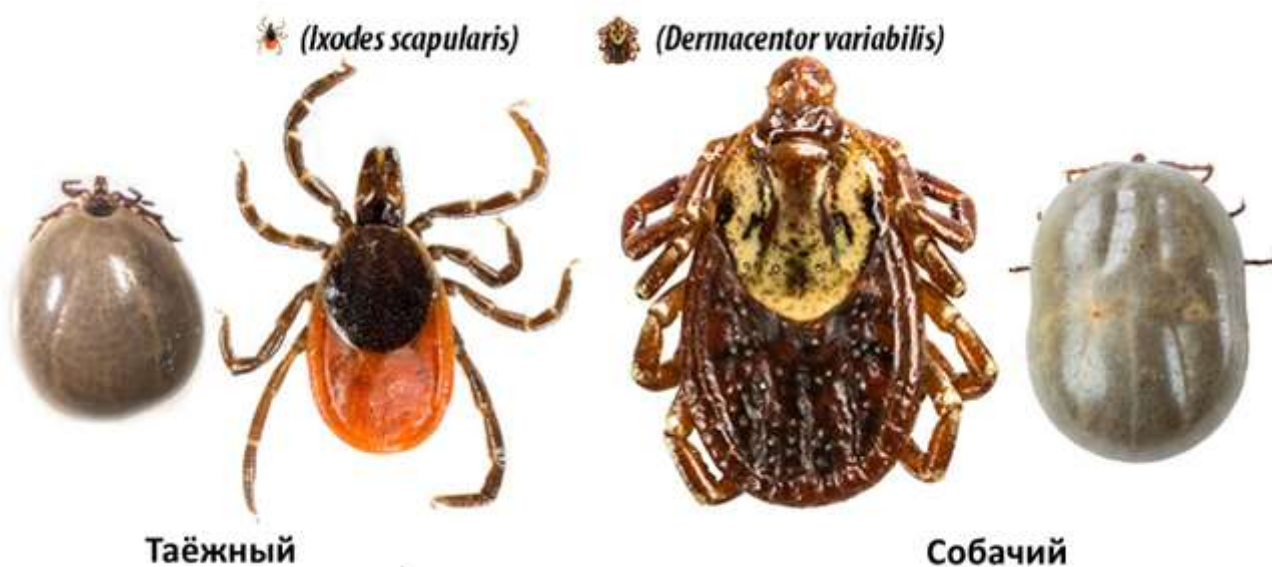 (Ixodes scapularis)
(Dermacentor variabilis)
Таёжный
Собачий